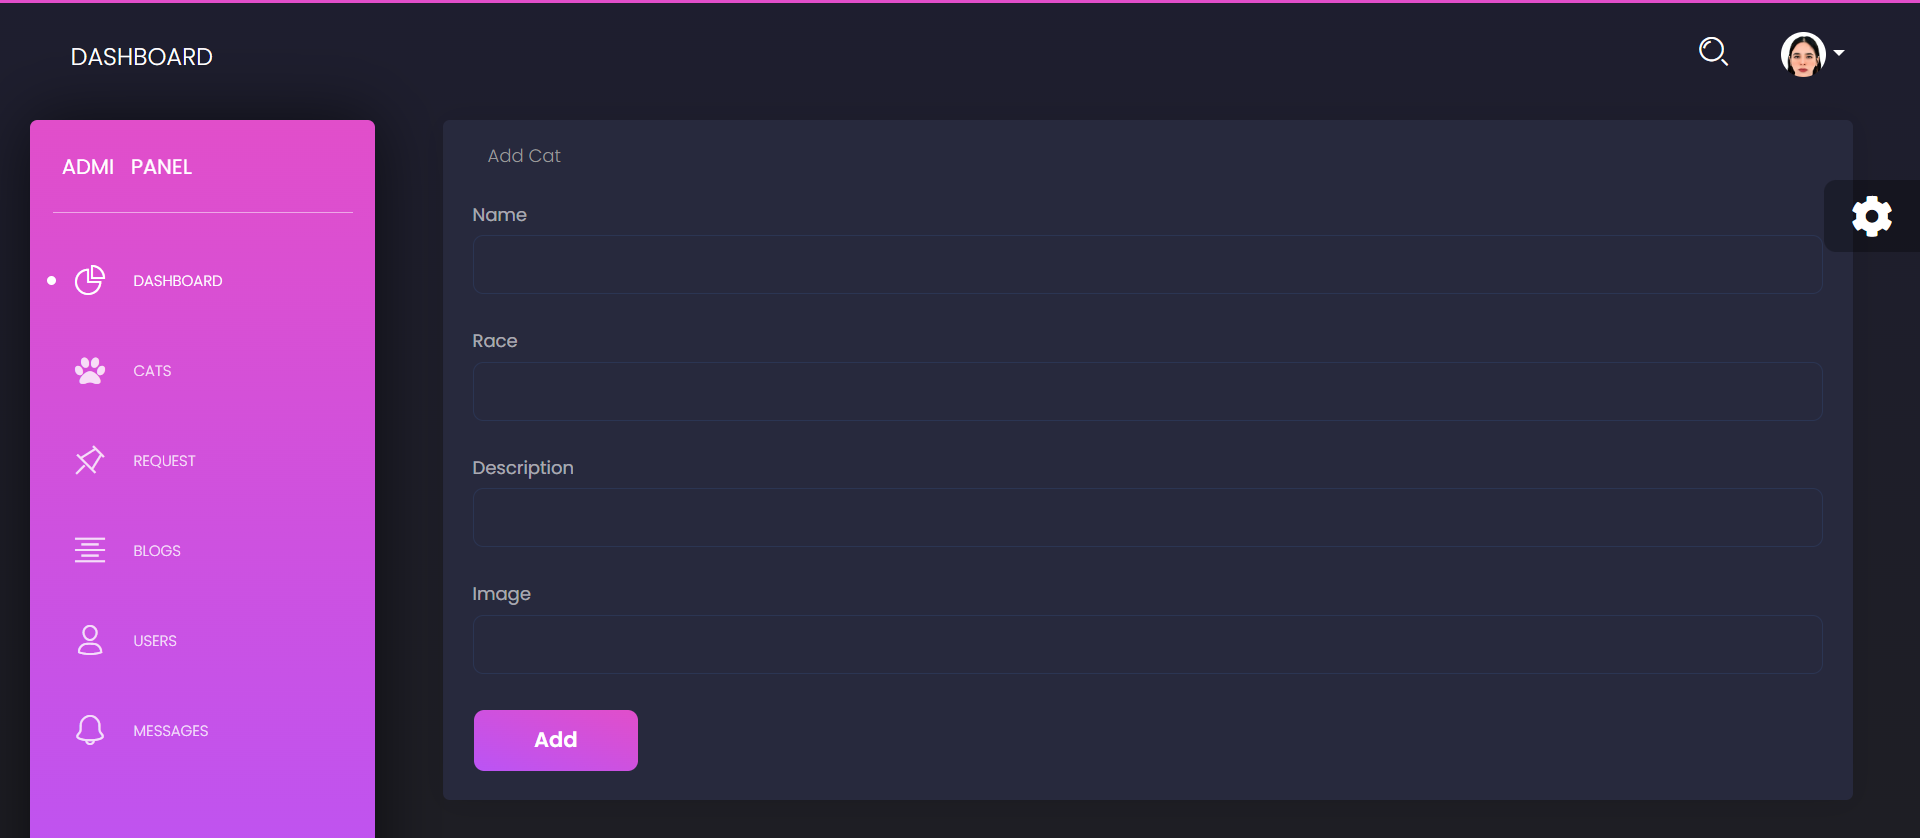 DASHBOARD
ADMI PANEL
DASHBOARD
CATS
REQUEST
BLOGS
USERS
MESSAGES
Add Cat
Name
Race
Description
Image
Add